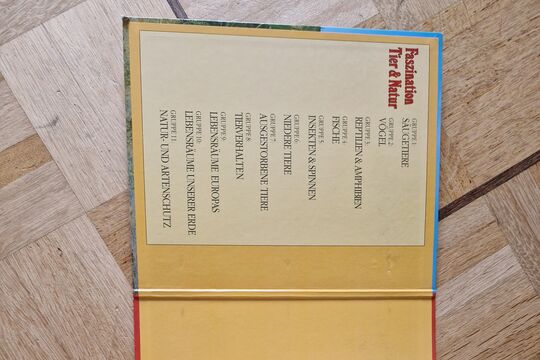 Faszination
Tier & Natur
GRUPPE 1:
SÄUGETIERE
GRUPPE 2:
VÖGEL
GRUPPE 3:
REPTILIEN & AMPHIBIEN
GRUPPE 4:
FISCHE
GRUPPE 5:
INSEKTEN & SPINNEN
GRUPPE 6:
NIEDERE TIERE
GRUPPE 7:
AUSGESTORBENE TIERE
GRUPPE 8:
TIERVERHALTEN
GRUPPE 9:
LEBENSRÄUME EUROPAS
GRUPPE 10:
LEBENSRÄUME UNSERER ERDE
GRUPPE 11:
NATUR- UND ARTENSCHUTZ